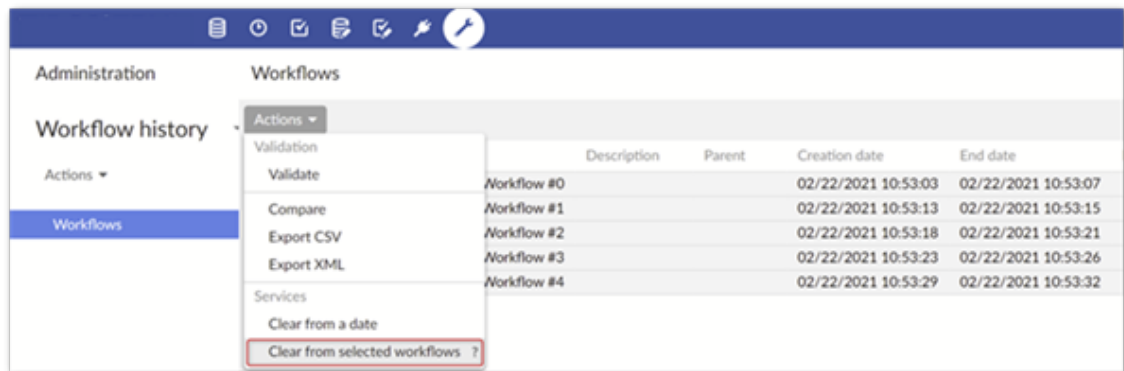 Administration
Workflows
Workflow history
Actions
Workflows
Actions
Validation
Validate
Compare
Export CSV
Export XML
Services
Clear from a date
Clear from selected workflows ?
Description Parent Creation date End date
Workflow #0 02/22/2021 10:53:03 02/22/2021 10:53:07
Workflow #1 02/22/2021 10:53:13 02/22/2021 10:53:15
Workflow #2 02/22/2021 10:53:18 02/22/2021 10:53:21
Workflow #3 02/22/2021 10:53:23 02/22/2021 10:53:26
Workflow #4 02/22/2021 10:53:29 02/22/2021 10:53:32